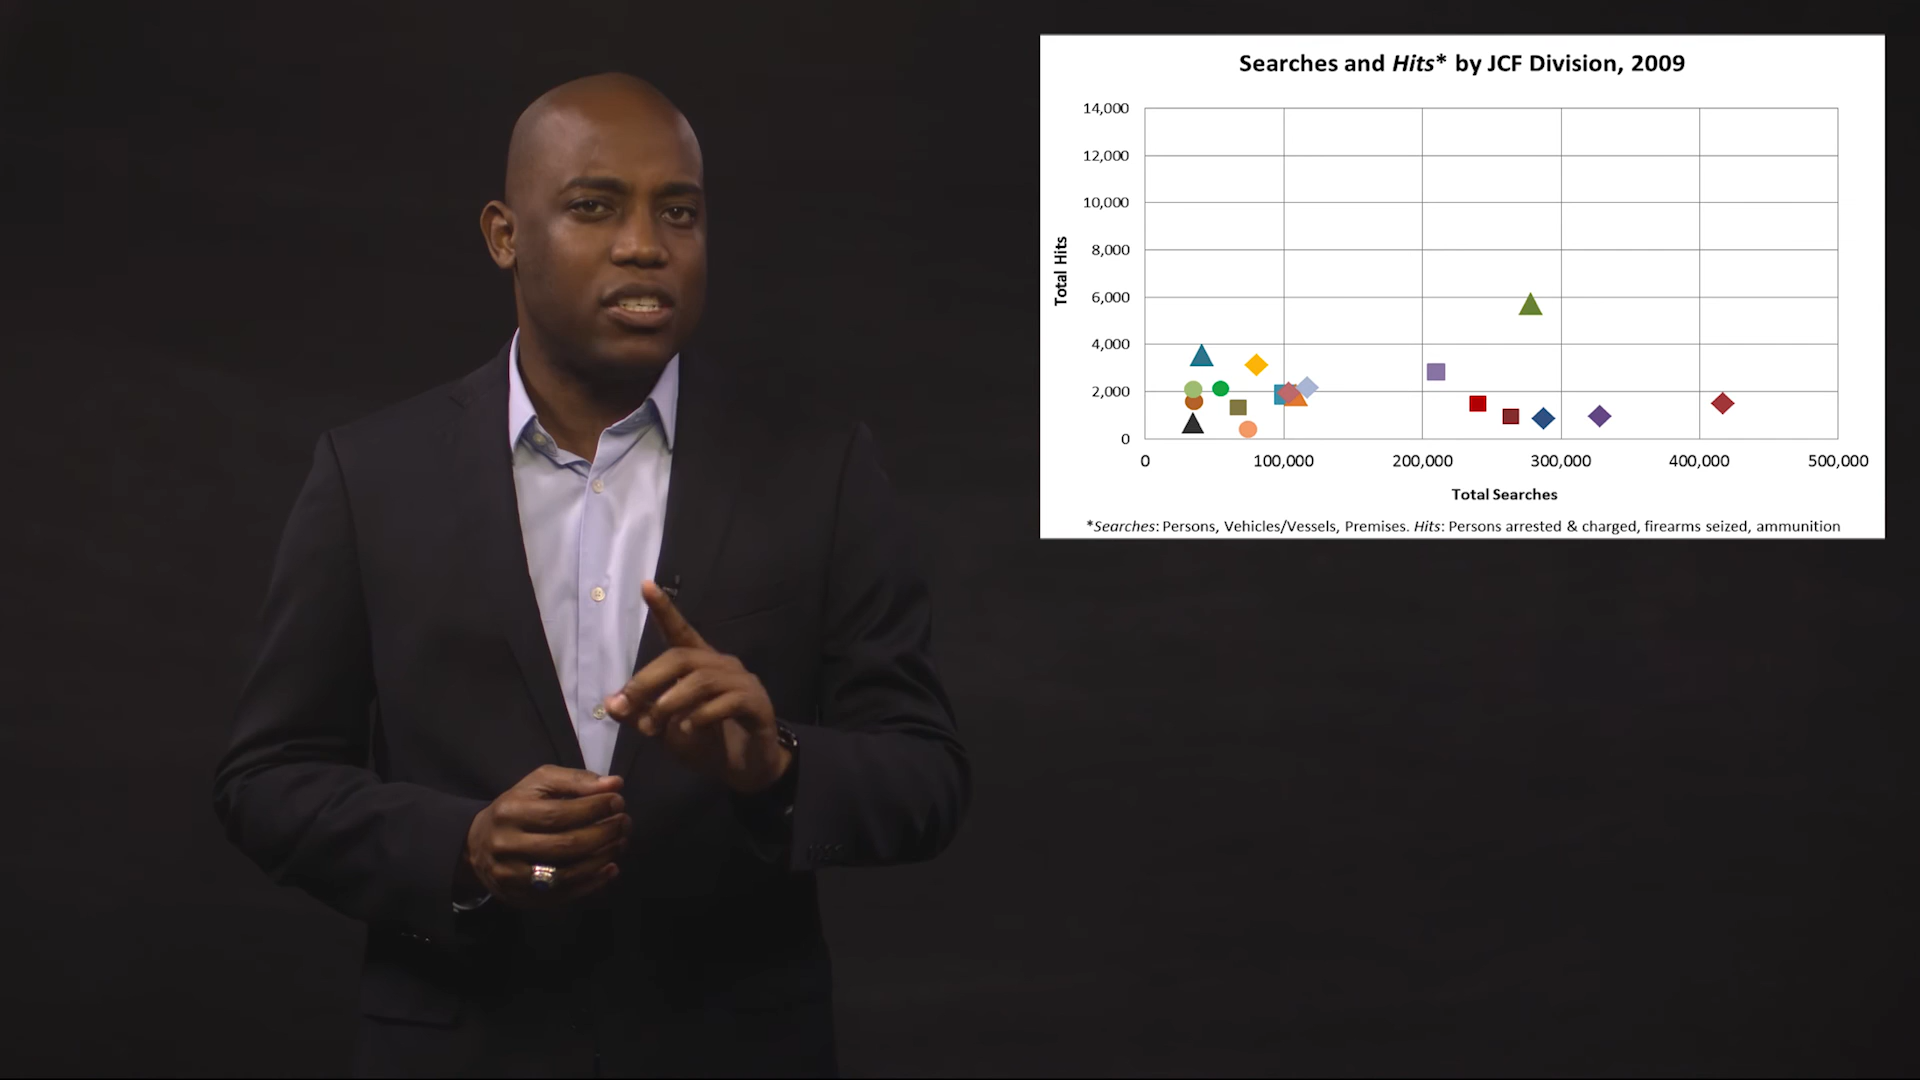 Searches and Hits* by JCF Division, 2009
14,000
12,000
10,000
8,000
6,000
4,000
2,000
0
Total Hits
0 100,000 200,000 300,000 400,000 500,000
Total Searches
*Searches: Persons, Vehicles/Vessels, Premises. Hits: Persons arrested & charged, firearms seized, ammunition